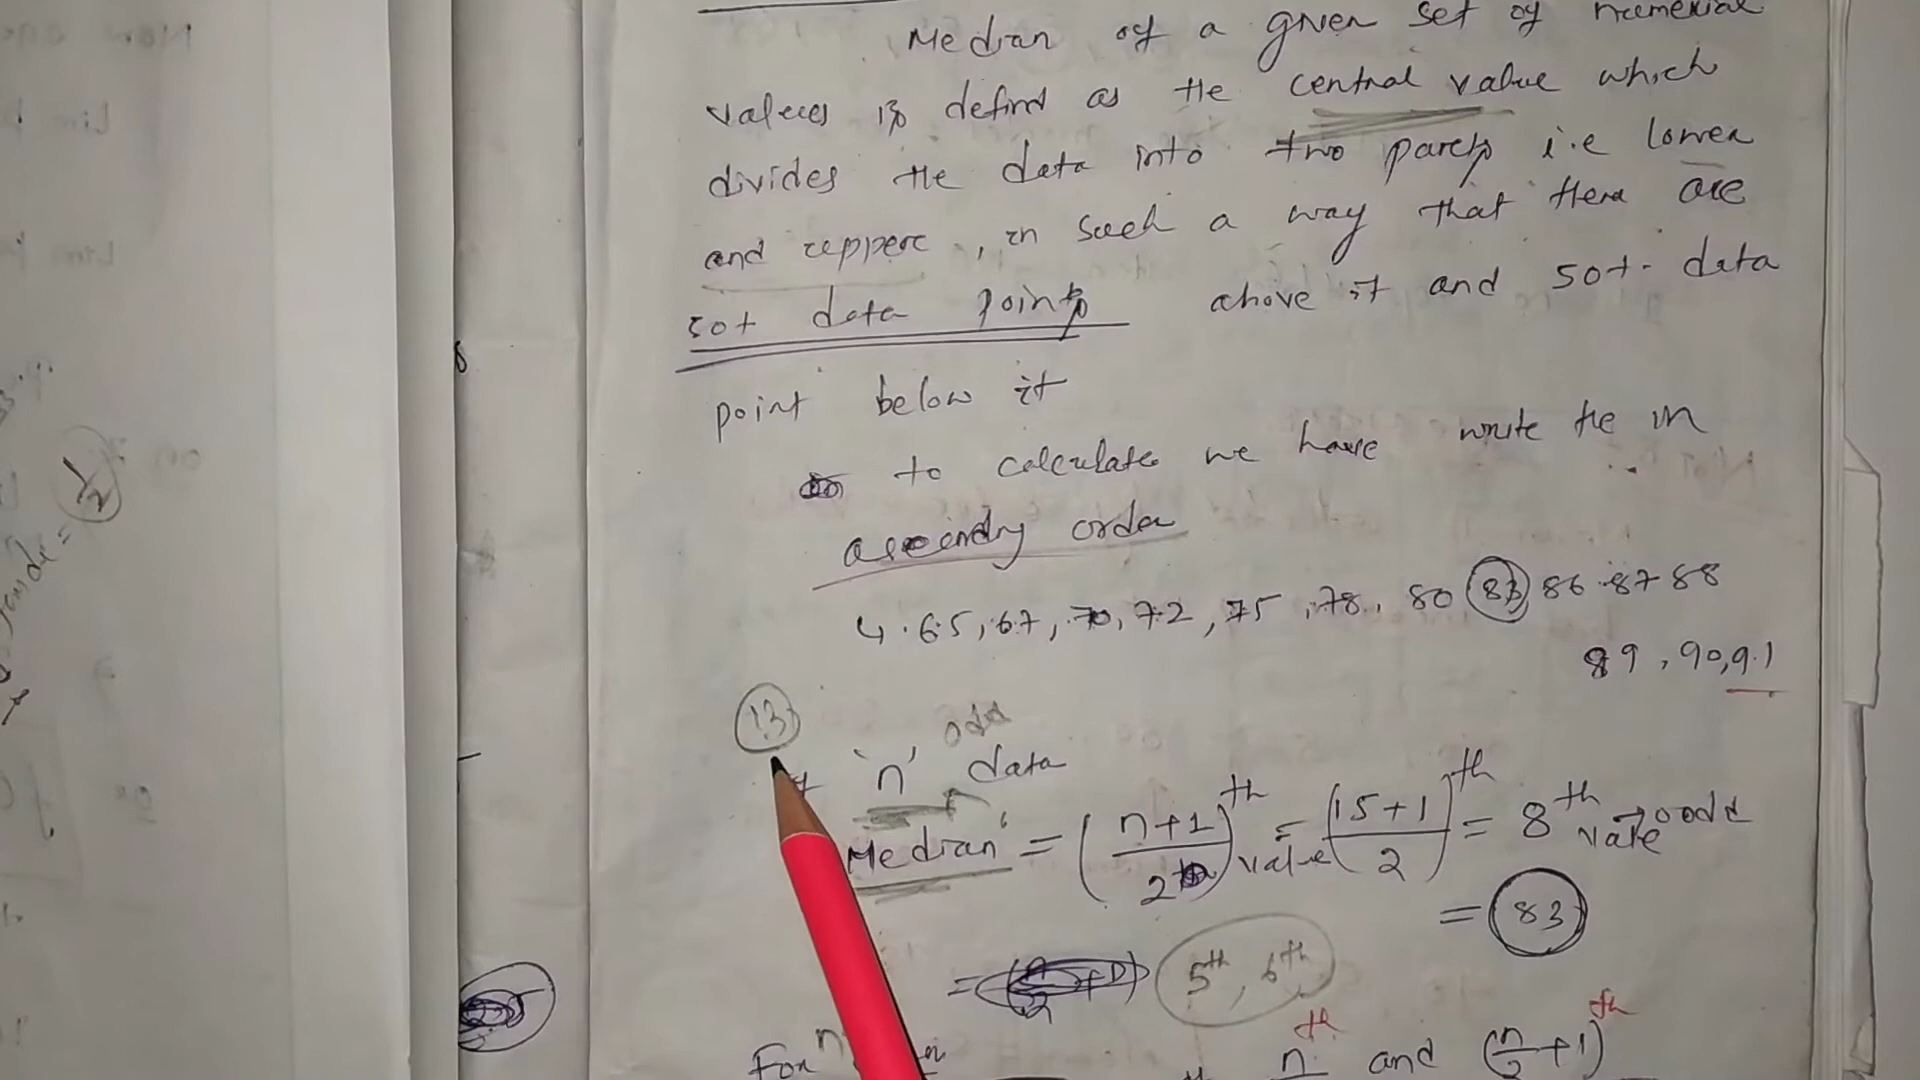 Median of a given set of numerical
values is defind as the central value which
divides the data into two parts i.e lower
and upper, in such a way that there are
50% data points above it and 50%. data
point below it
to calculate we have write the in
order
4.65, 67, 70, 72, 75, 78, 80 83 86 87 88
89, 90, 91
13 odd
'n' data
Median = (n+1/2)th value = (15+1/2)th = 8th value → odd
= 83
5th, 6th
For n
n/2 th and (n/2+1)th